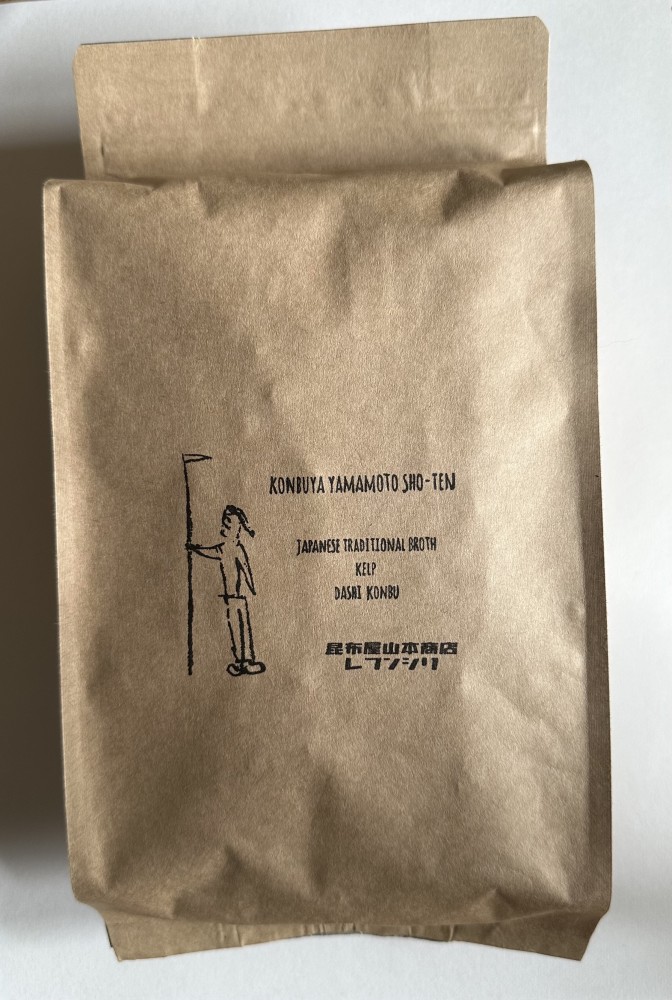 KONBUYA YAMAMOTO SHO-TEN
JAPANESE TRADITIONAL BROTH
KELP
DASHI KONBU
昆布屋山本商店
レブンシリ